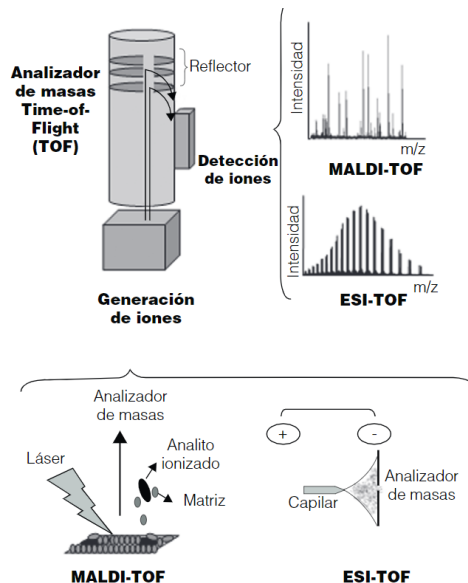 Analizador
de masas
Time-of-
Flight
(TOF)
Reflector
Detección
de iones
Generación
de iones
Intensidad
m/z
MALDI-TOF
Intensidad
m/z
ESI-TOF
Analizador
de masas
Láser
Analito
ionizado
Matriz
MALDI-TOF
+
-
Capilar
Analizador
de masas
ESI-TOF